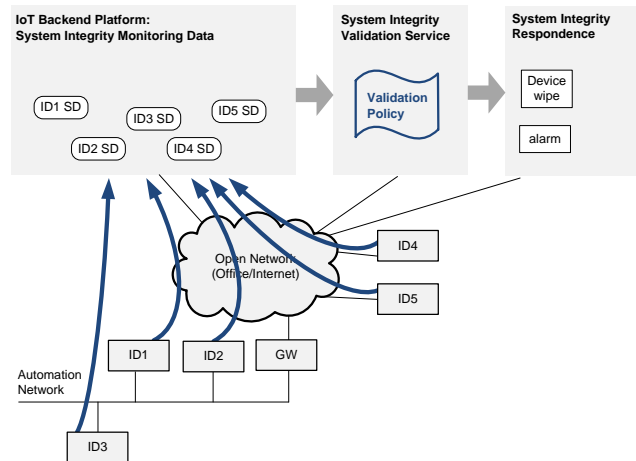 IoT Backend Platform:
System Integrity Monitoring Data
System Integrity
Validation Service
System Integrity
Respondence
ID1 SD
ID2 SD
ID3 SD
ID4 SD
ID5 SD
Validation
Policy
Device
wipe
alarm
Open Network
(Office/Internet)
ID4
ID5
ID1
ID2
GW
Automation
Network
ID3